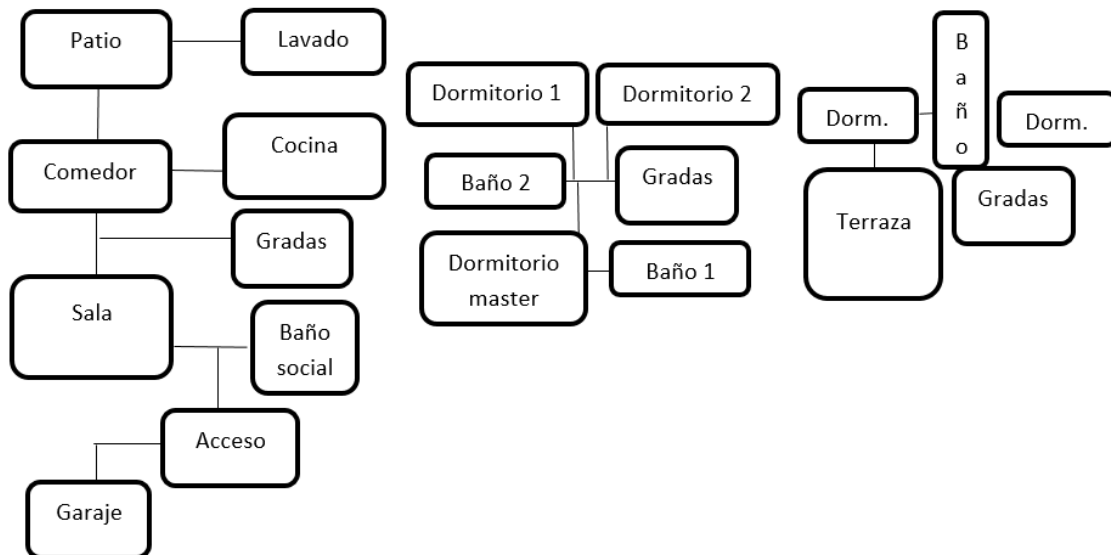 Patio
Lavado
Comedor
Cocina
Gradas
Sala
Baño
social
Acceso
Garaje
Dormitorio 1
Dormitorio 2
Baño 2
Gradas
Dormitorio
master
Baño 1
Dorm.
B
a
ñ
o
Dorm.
Terraza
Gradas